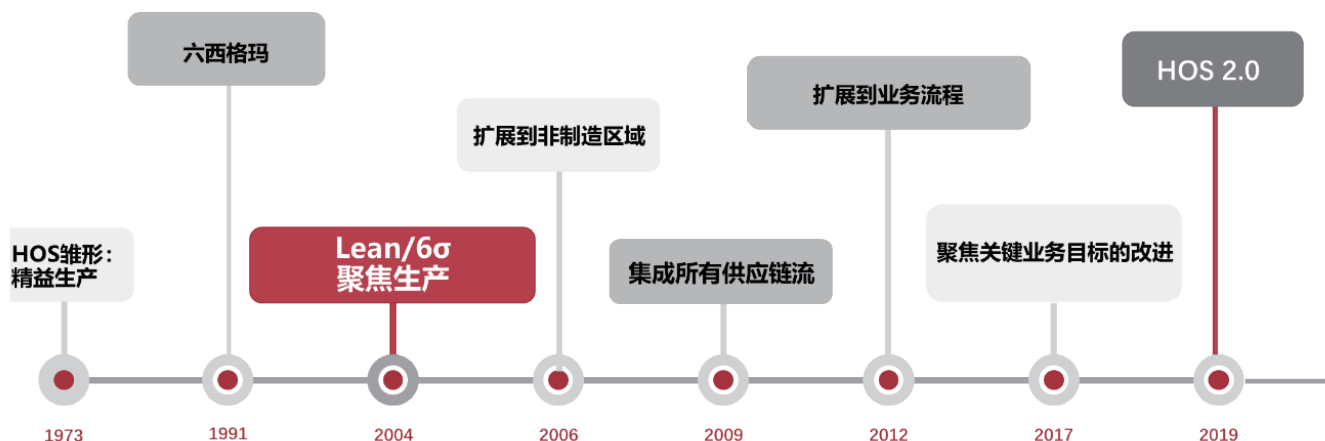 HOS雏形：
精益生产
六西格玛
Lean/6σ
聚焦生产
扩展到非制造区域
集成所有供应链流
扩展到业务流程
聚焦关键业务目标的改进
HOS 2.0
1973
1991
2004
2006
2009
2012
2017
2019